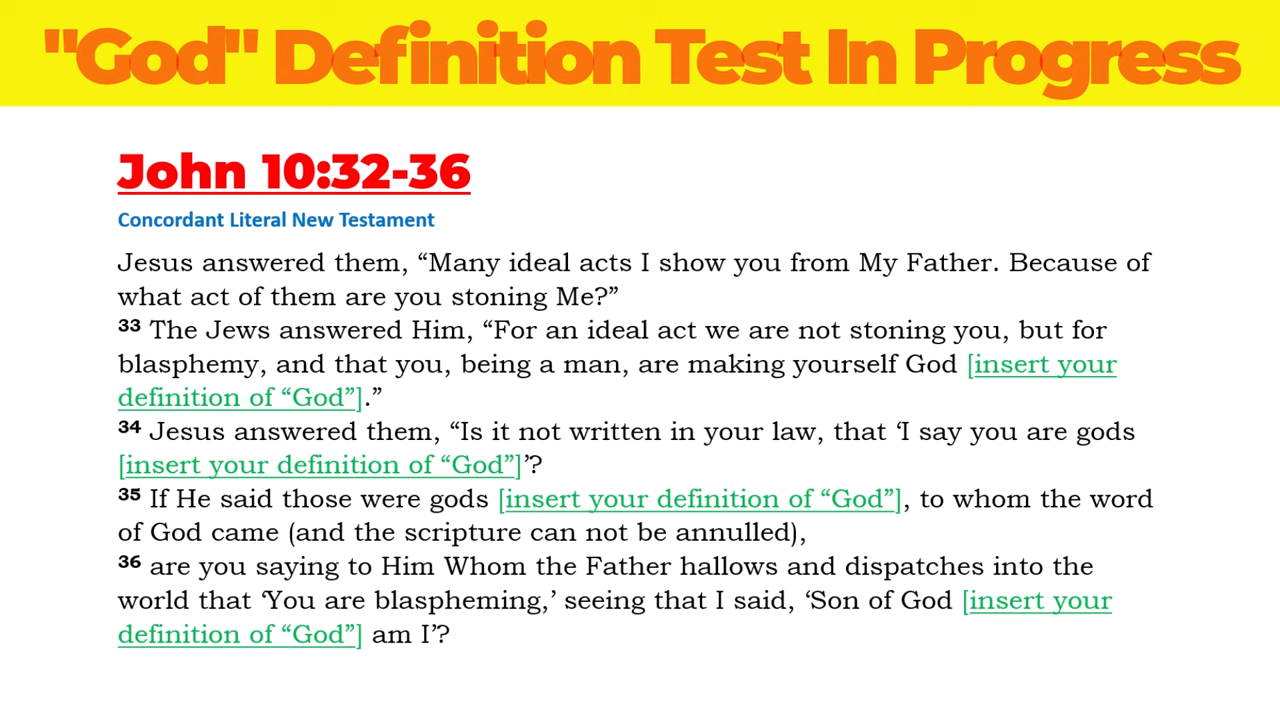 "God" Definition Test In Progress
John 10:32-36
Concordant Literal New Testament
Jesus answered them, “Many ideal acts I show you from My Father. Because of
what act of them are you stoning Me?”
33 The Jews answered Him, “For an ideal act we are not stoning you, but for
blasphemy, and that you, being a man, are making yourself God [insert your
definition of “God”].”
34 Jesus answered them, “Is it not written in your law, that ‘I say you are gods
[insert your definition of “God”]’?
35 If He said those were gods [insert your definition of “God”], to whom the word
of God came (and the scripture can not be annulled),
36 are you saying to Him Whom the Father hallows and dispatches into the
world that ‘You are blaspheming,’ seeing that I said, ‘Son of God [insert your
definition of “God”] am I’?